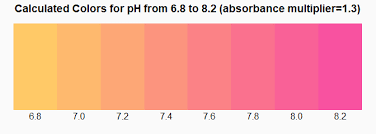 Calculated Colors for pH from 6.8 to 8.2 (absorbance multiplier=1.3)
6.8 7.0 7.2 7.4 7.6 7.8 8.0 8.2